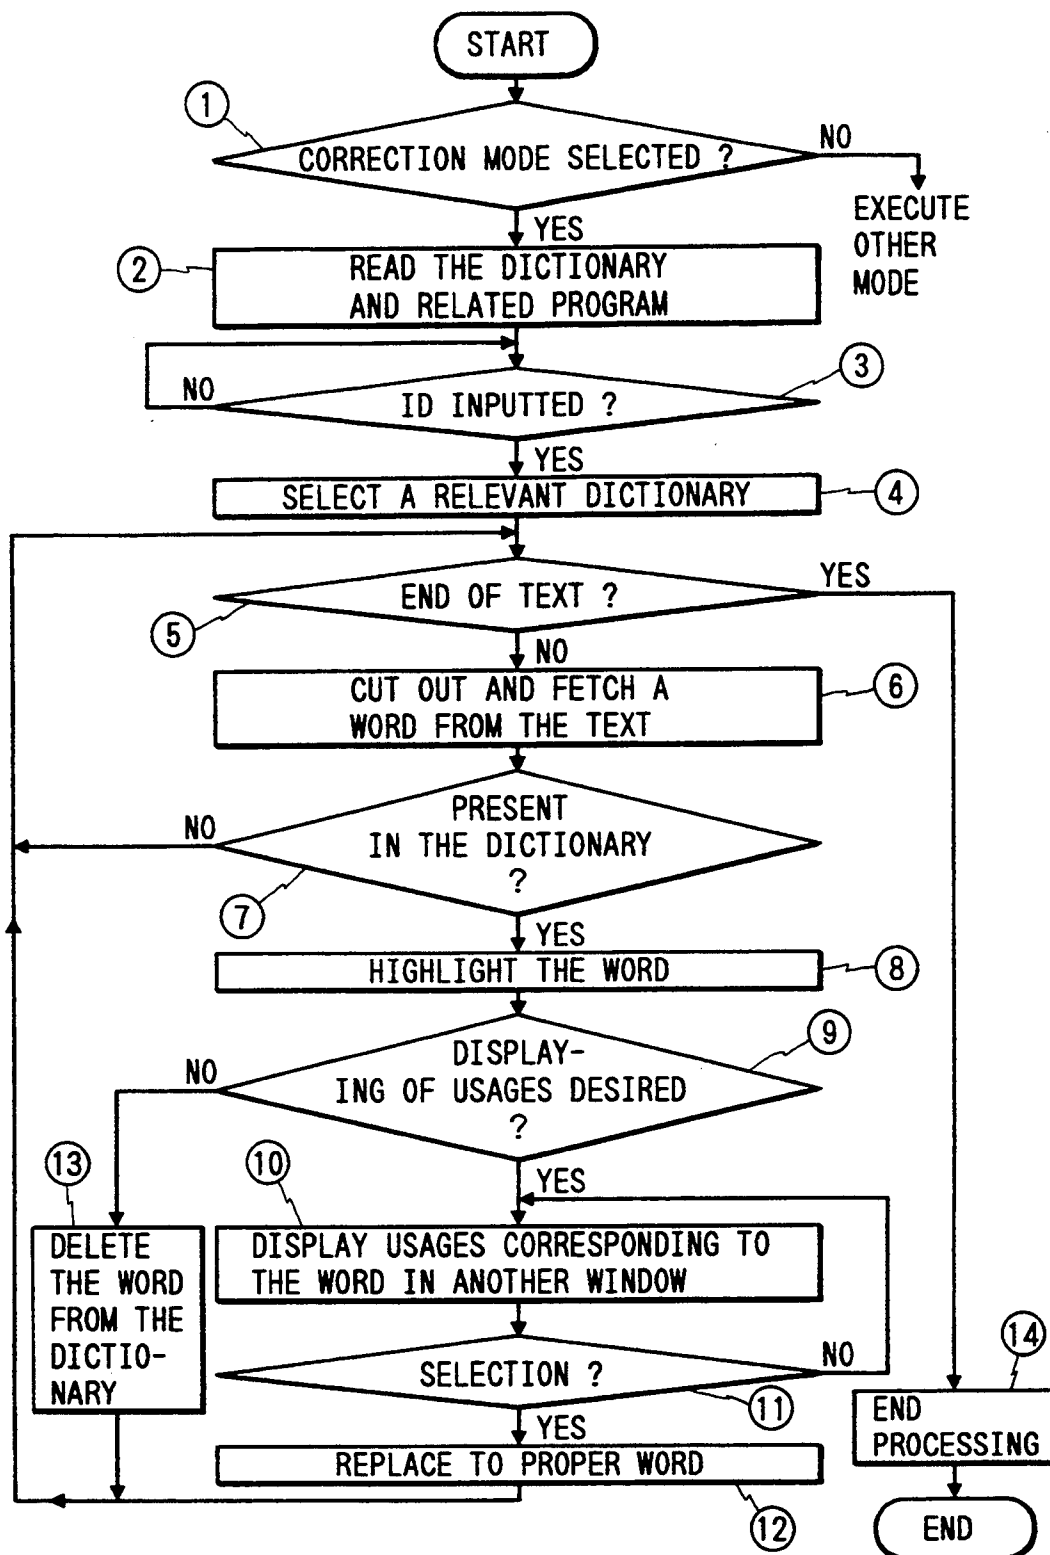 START
1
CORRECTION MODE SELECTED ?
NO
EXECUTE
OTHER
MODE
YES
2
READ THE DICTIONARY
AND RELATED PROGRAM
3
NO
ID INPUTTED ?
YES
SELECT A RELEVANT DICTIONARY
4
END OF TEXT ?
YES
5
NO
CUT OUT AND FETCH A
WORD FROM THE TEXT
6
PRESENT
IN THE DICTIONARY
?
NO
7
YES
HIGHLIGHT THE WORD
8
9
DISPLAY-
ING OF USAGES DESIRED
?
NO
YES
13
10
DELETE
THE WORD
FROM THE
DICTIO-
NARY
DISPLAY USAGES CORRESPONDING TO
THE WORD IN ANOTHER WINDOW
SELECTION ?
NO
11
YES
REPLACE TO PROPER WORD
12
14
END
PROCESSING
END